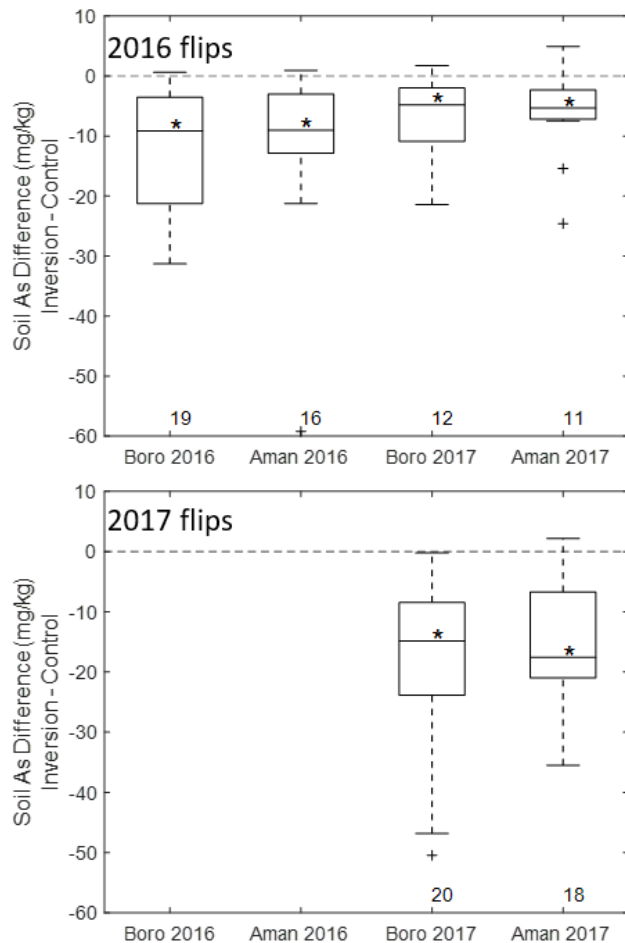 2016 flips
Soil As Difference (mg/kg)
Inversion - Control
10
0
-10
-20
-30
-40
-50
-60
* * * *
19 16 12 11
Boro 2016 Aman 2016 Boro 2017 Aman 2017
2017 flips
Soil As Difference (mg/kg)
Inversion - Control
10
0
-10
-20
-30
-40
-50
-60
* *
20 18
Boro 2016 Aman 2016 Boro 2017 Aman 2017